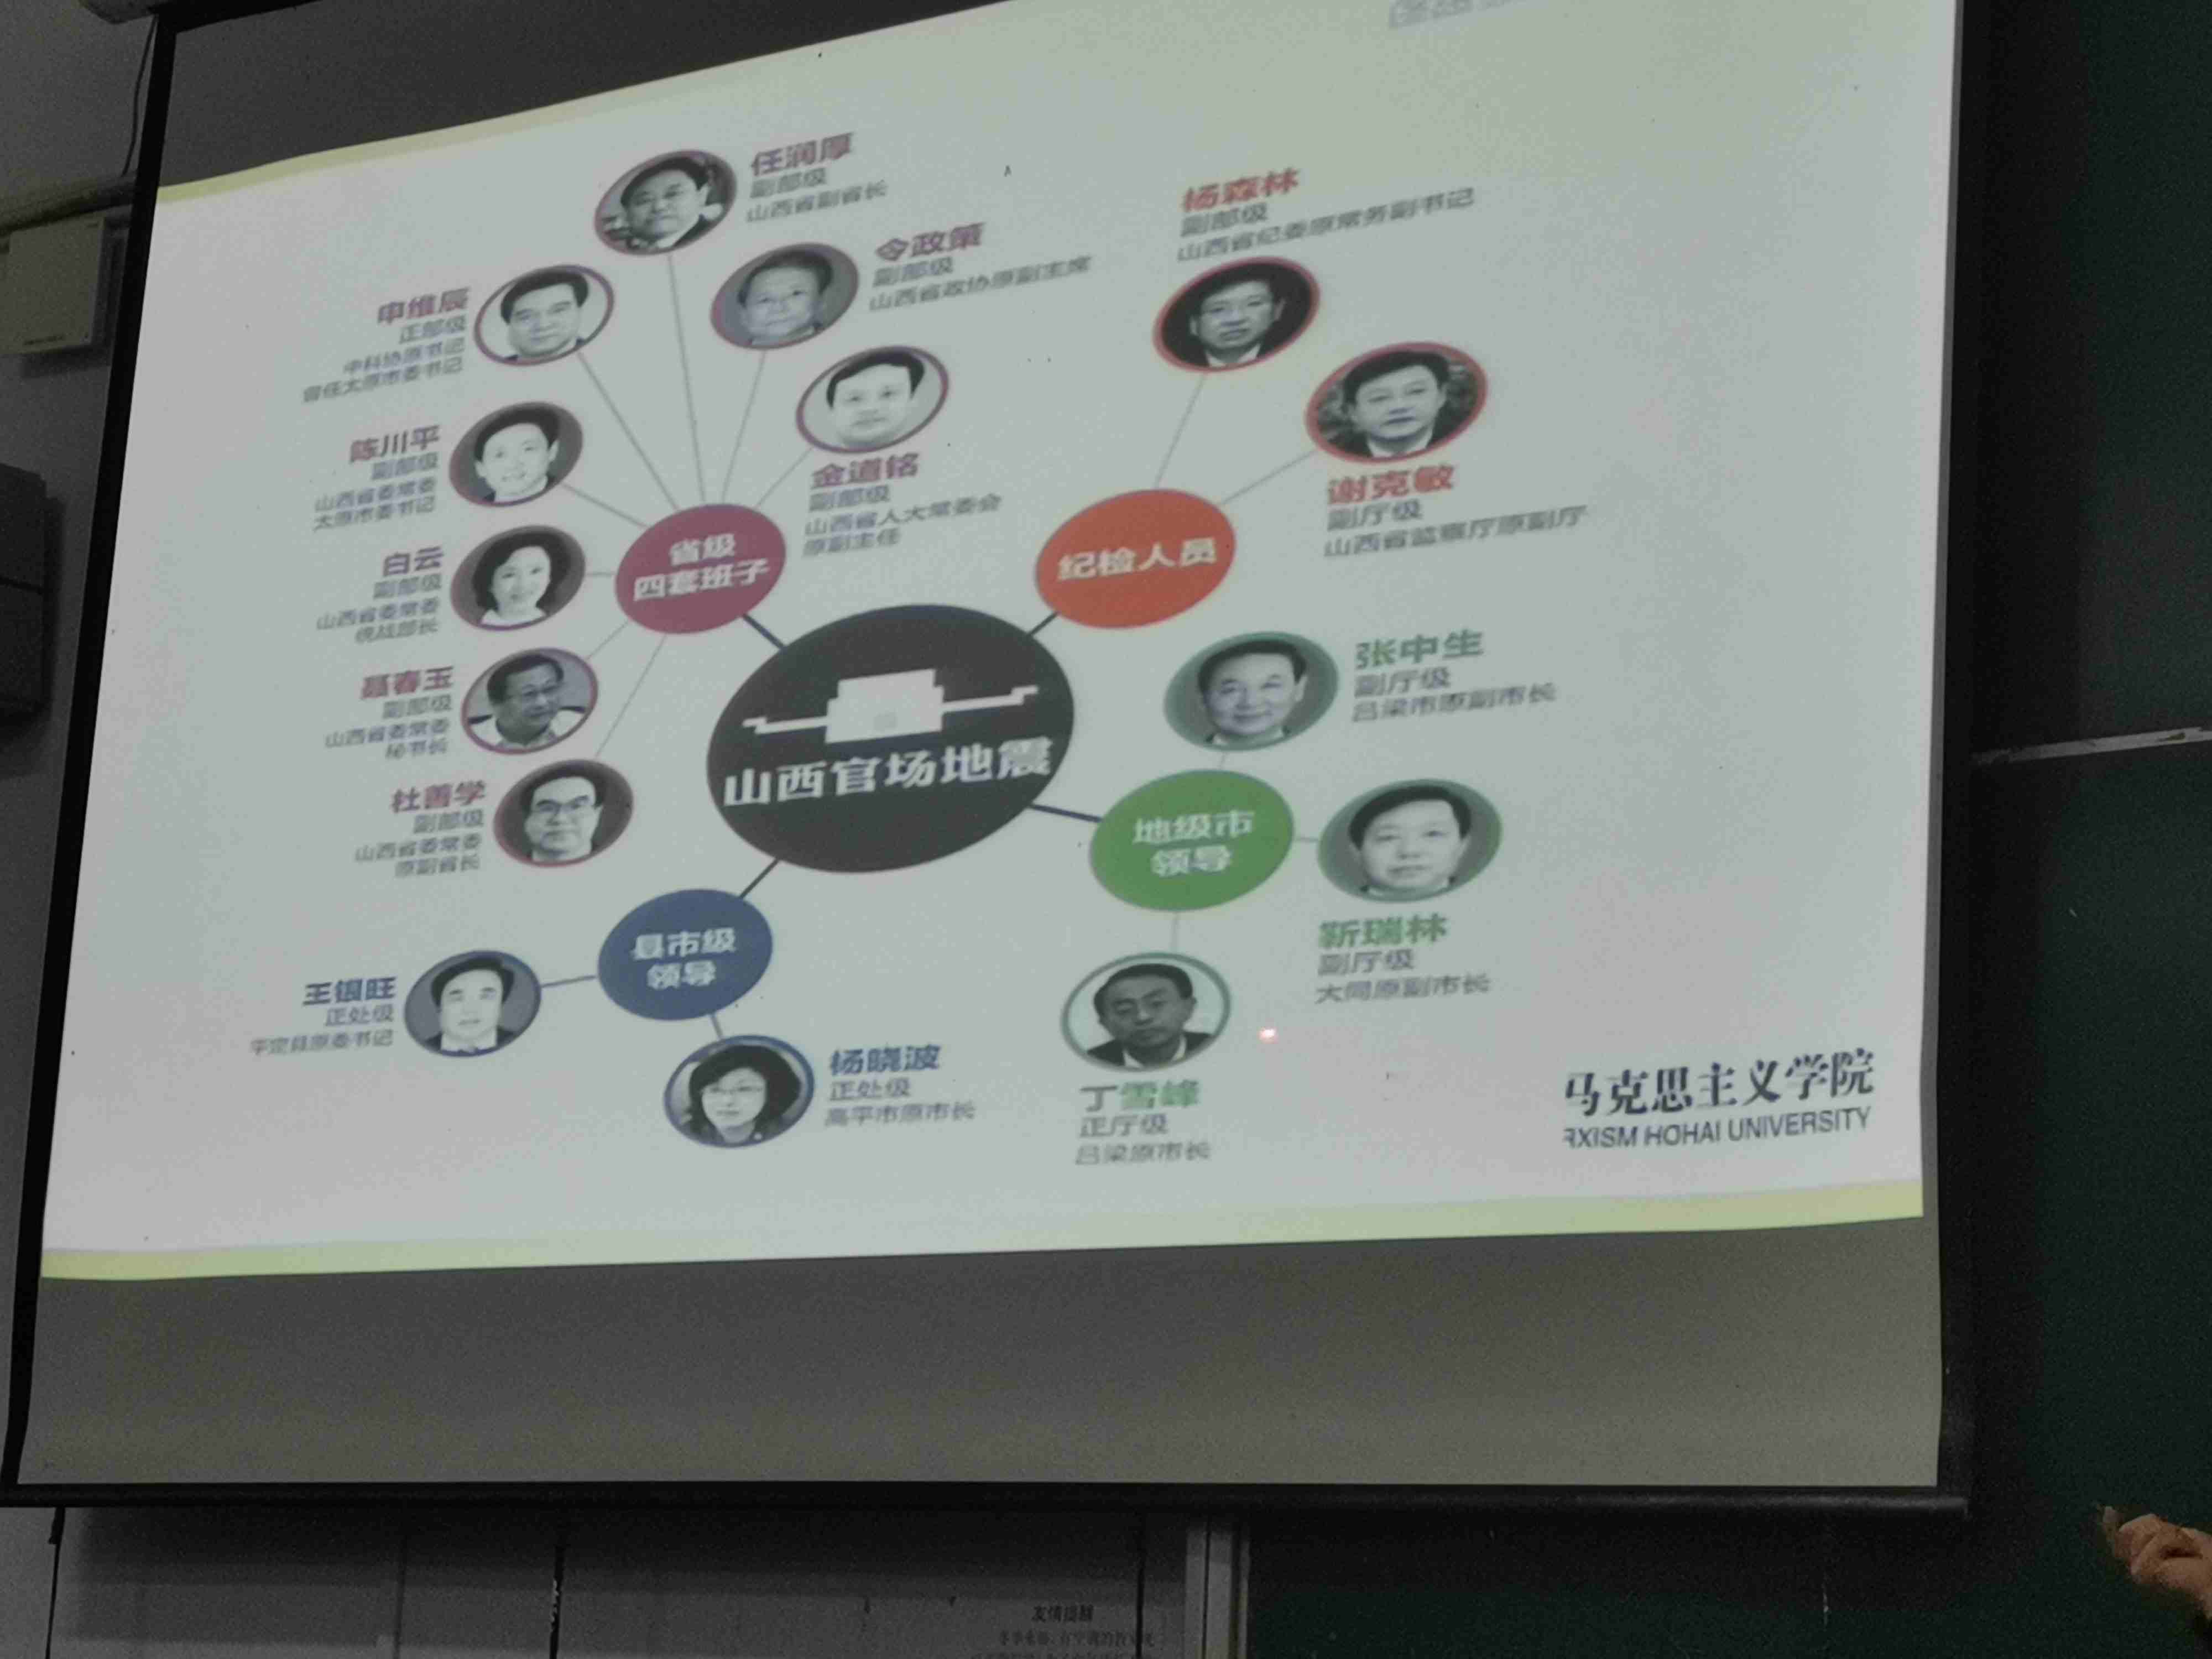 任润厚
副部级
山西省副省长
令政策
副部级
山西省政协原副主席
申维辰
正部级
中科协原书记
曾任太原市委书记
金道铭
副部级
山西省人大常委会
原副主任
陈川平
副部级
山西省委常委
太原市委书记
白云
副部级
山西省委常委
统战部长
聂春玉
副部级
山西省委常委
秘书长
杜善学
副部级
山西省委常委
原副省长
省级
四套班子
杨森林
副部级
山西省纪委原常务副书记
谢克敏
副厅级
山西省监察厅原副厅
纪检人员
山西官场地震
张中生
副厅级
吕梁市原副市长
地级市
领导
靳瑞林
副厅级
大同原副市长
丁雪峰
正厅级
吕梁原市长
县市级
领导
王银旺
正处级
平定县原委书记
杨晓波
正处级
高平市原市长
马克思主义学院
RXISM HOHAI UNIVERSITY
友情提醒